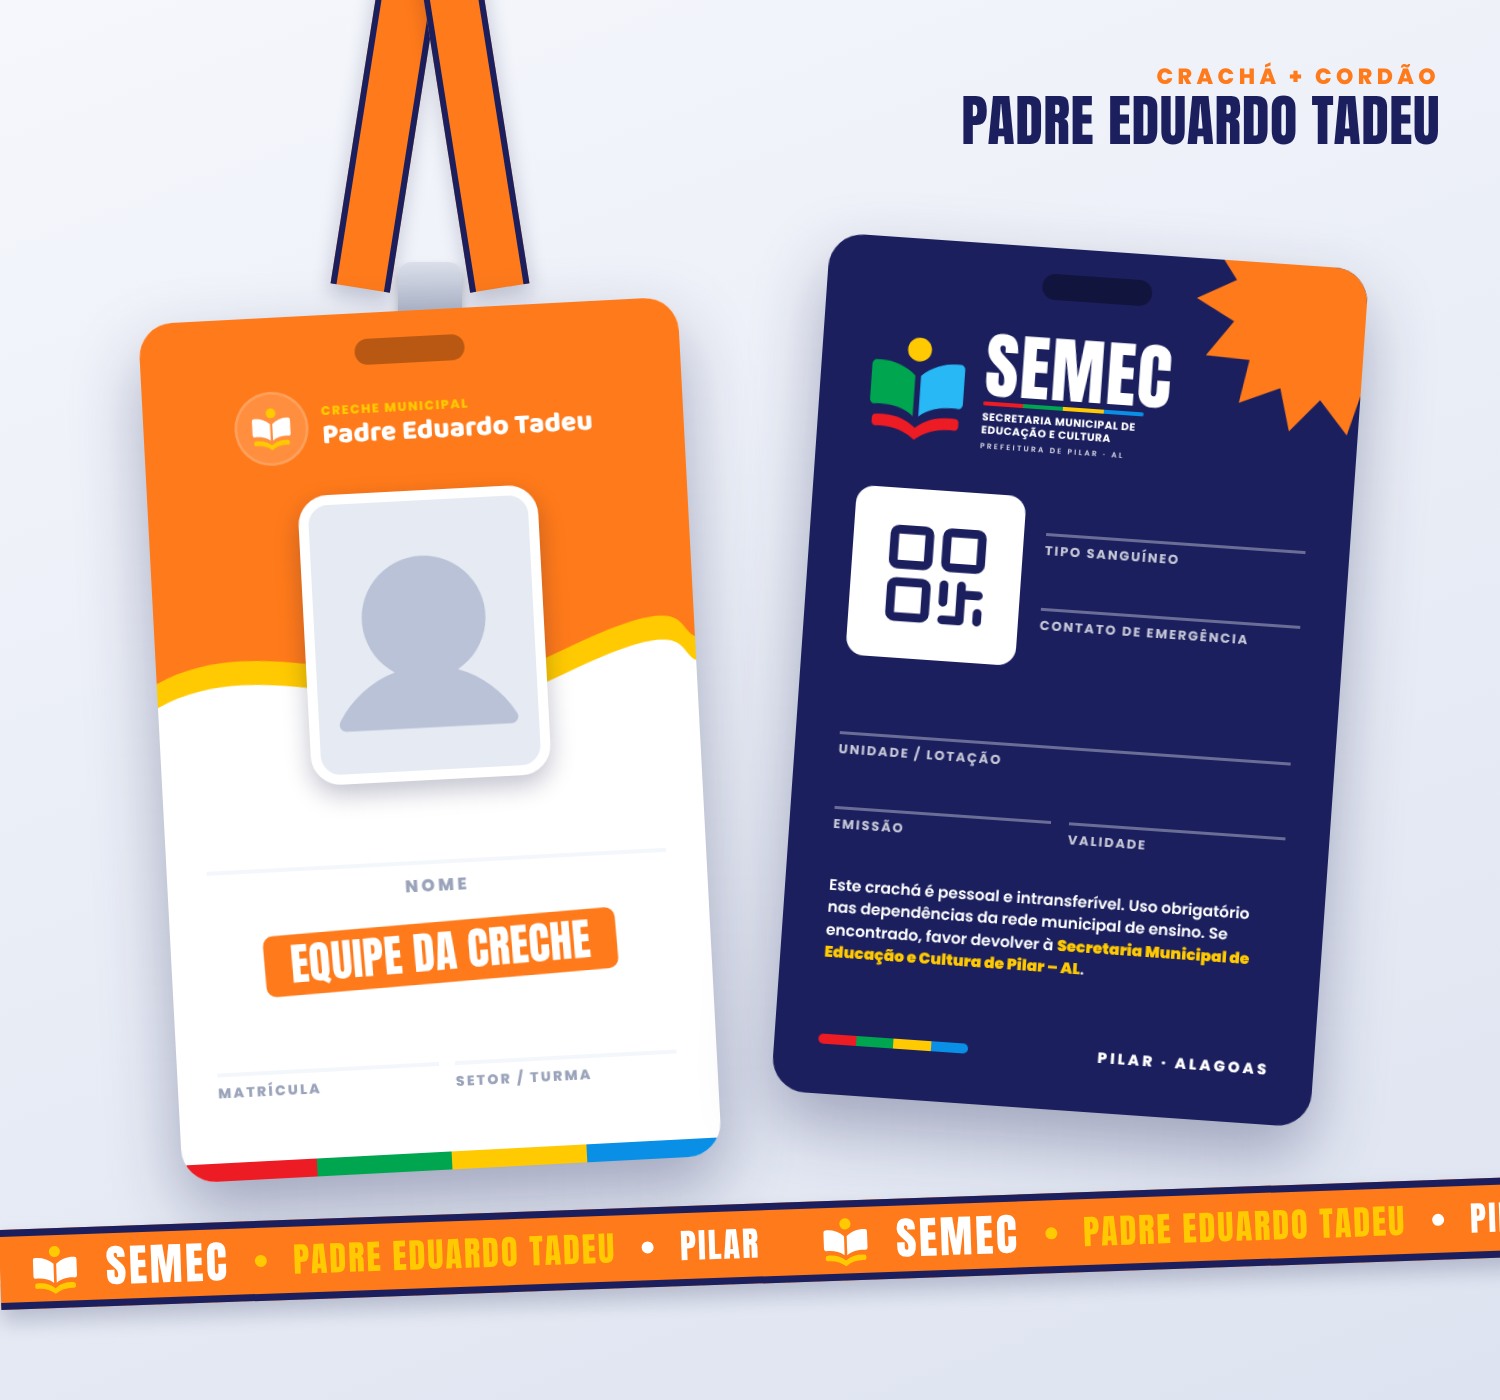 CRACHÁ + CORDÃO
PADRE EDUARDO TADEU
CRECHE MUNICIPAL
Padre Eduardo Tadeu
NOME
EQUIPE DA CRECHE
MATRÍCULA
SETOR / TURMA
SEMEC
SECRETARIA MUNICIPAL DE
EDUCAÇÃO E CULTURA
PREFEITURA DE PILAR · AL
TIPO SANGUÍNEO
CONTATO DE EMERGÊNCIA
UNIDADE / LOTAÇÃO
EMISSÃO
VALIDADE
Este crachá é pessoal e intransferível. Uso obrigatório
nas dependências da rede municipal de ensino. Se
encontrado, favor devolver à Secretaria Municipal de
Educação e Cultura de Pilar – AL.
PILAR · ALAGOAS
SEMEC • PADRE EDUARDO TADEU • PILAR SEMEC • PADRE EDUARDO TADEU • PI